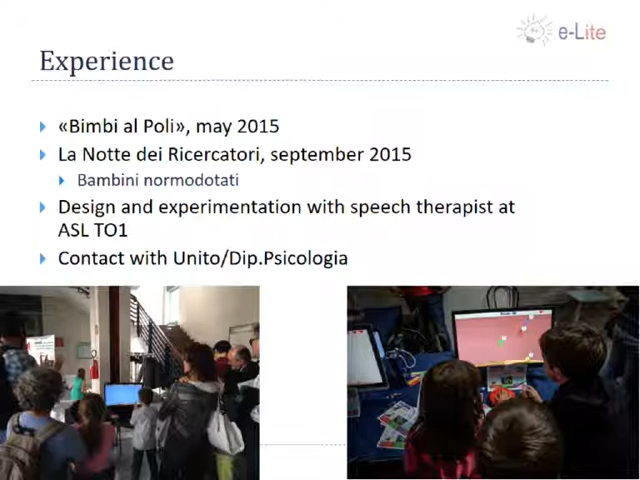 e-Lite
Experience
«Bimbi al Poli», may 2015
La Notte dei Ricercatori, september 2015
Bambini normodotati
Design and experimentation with speech therapist at
ASL TO1
Contact with Unito/Dip.Psicologia